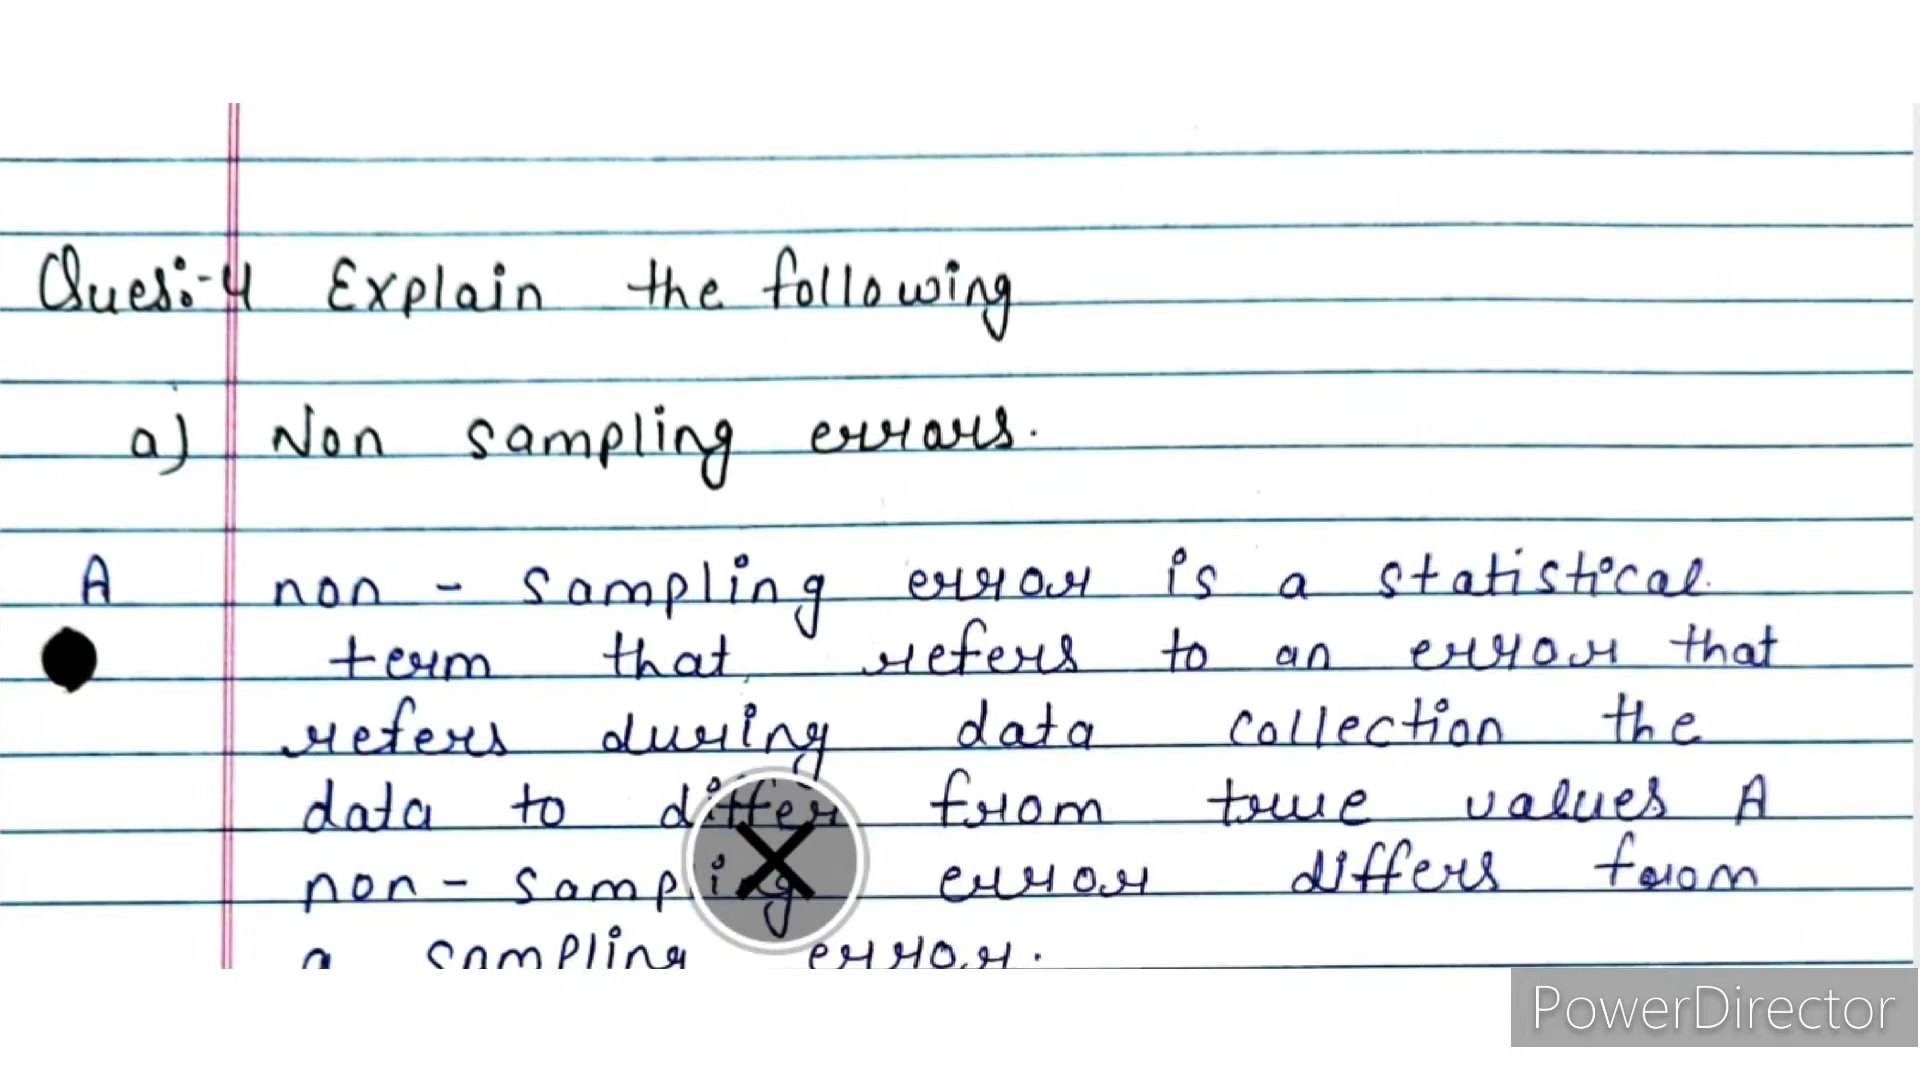 Ques:-4 Explain the following
a) Non sampling errors.
A non - sampling error is a statistical
term that refers to an error that
refers during data collection the
data to differ from true values A
non - sampling error differs from
a sampling error.
PowerDirector